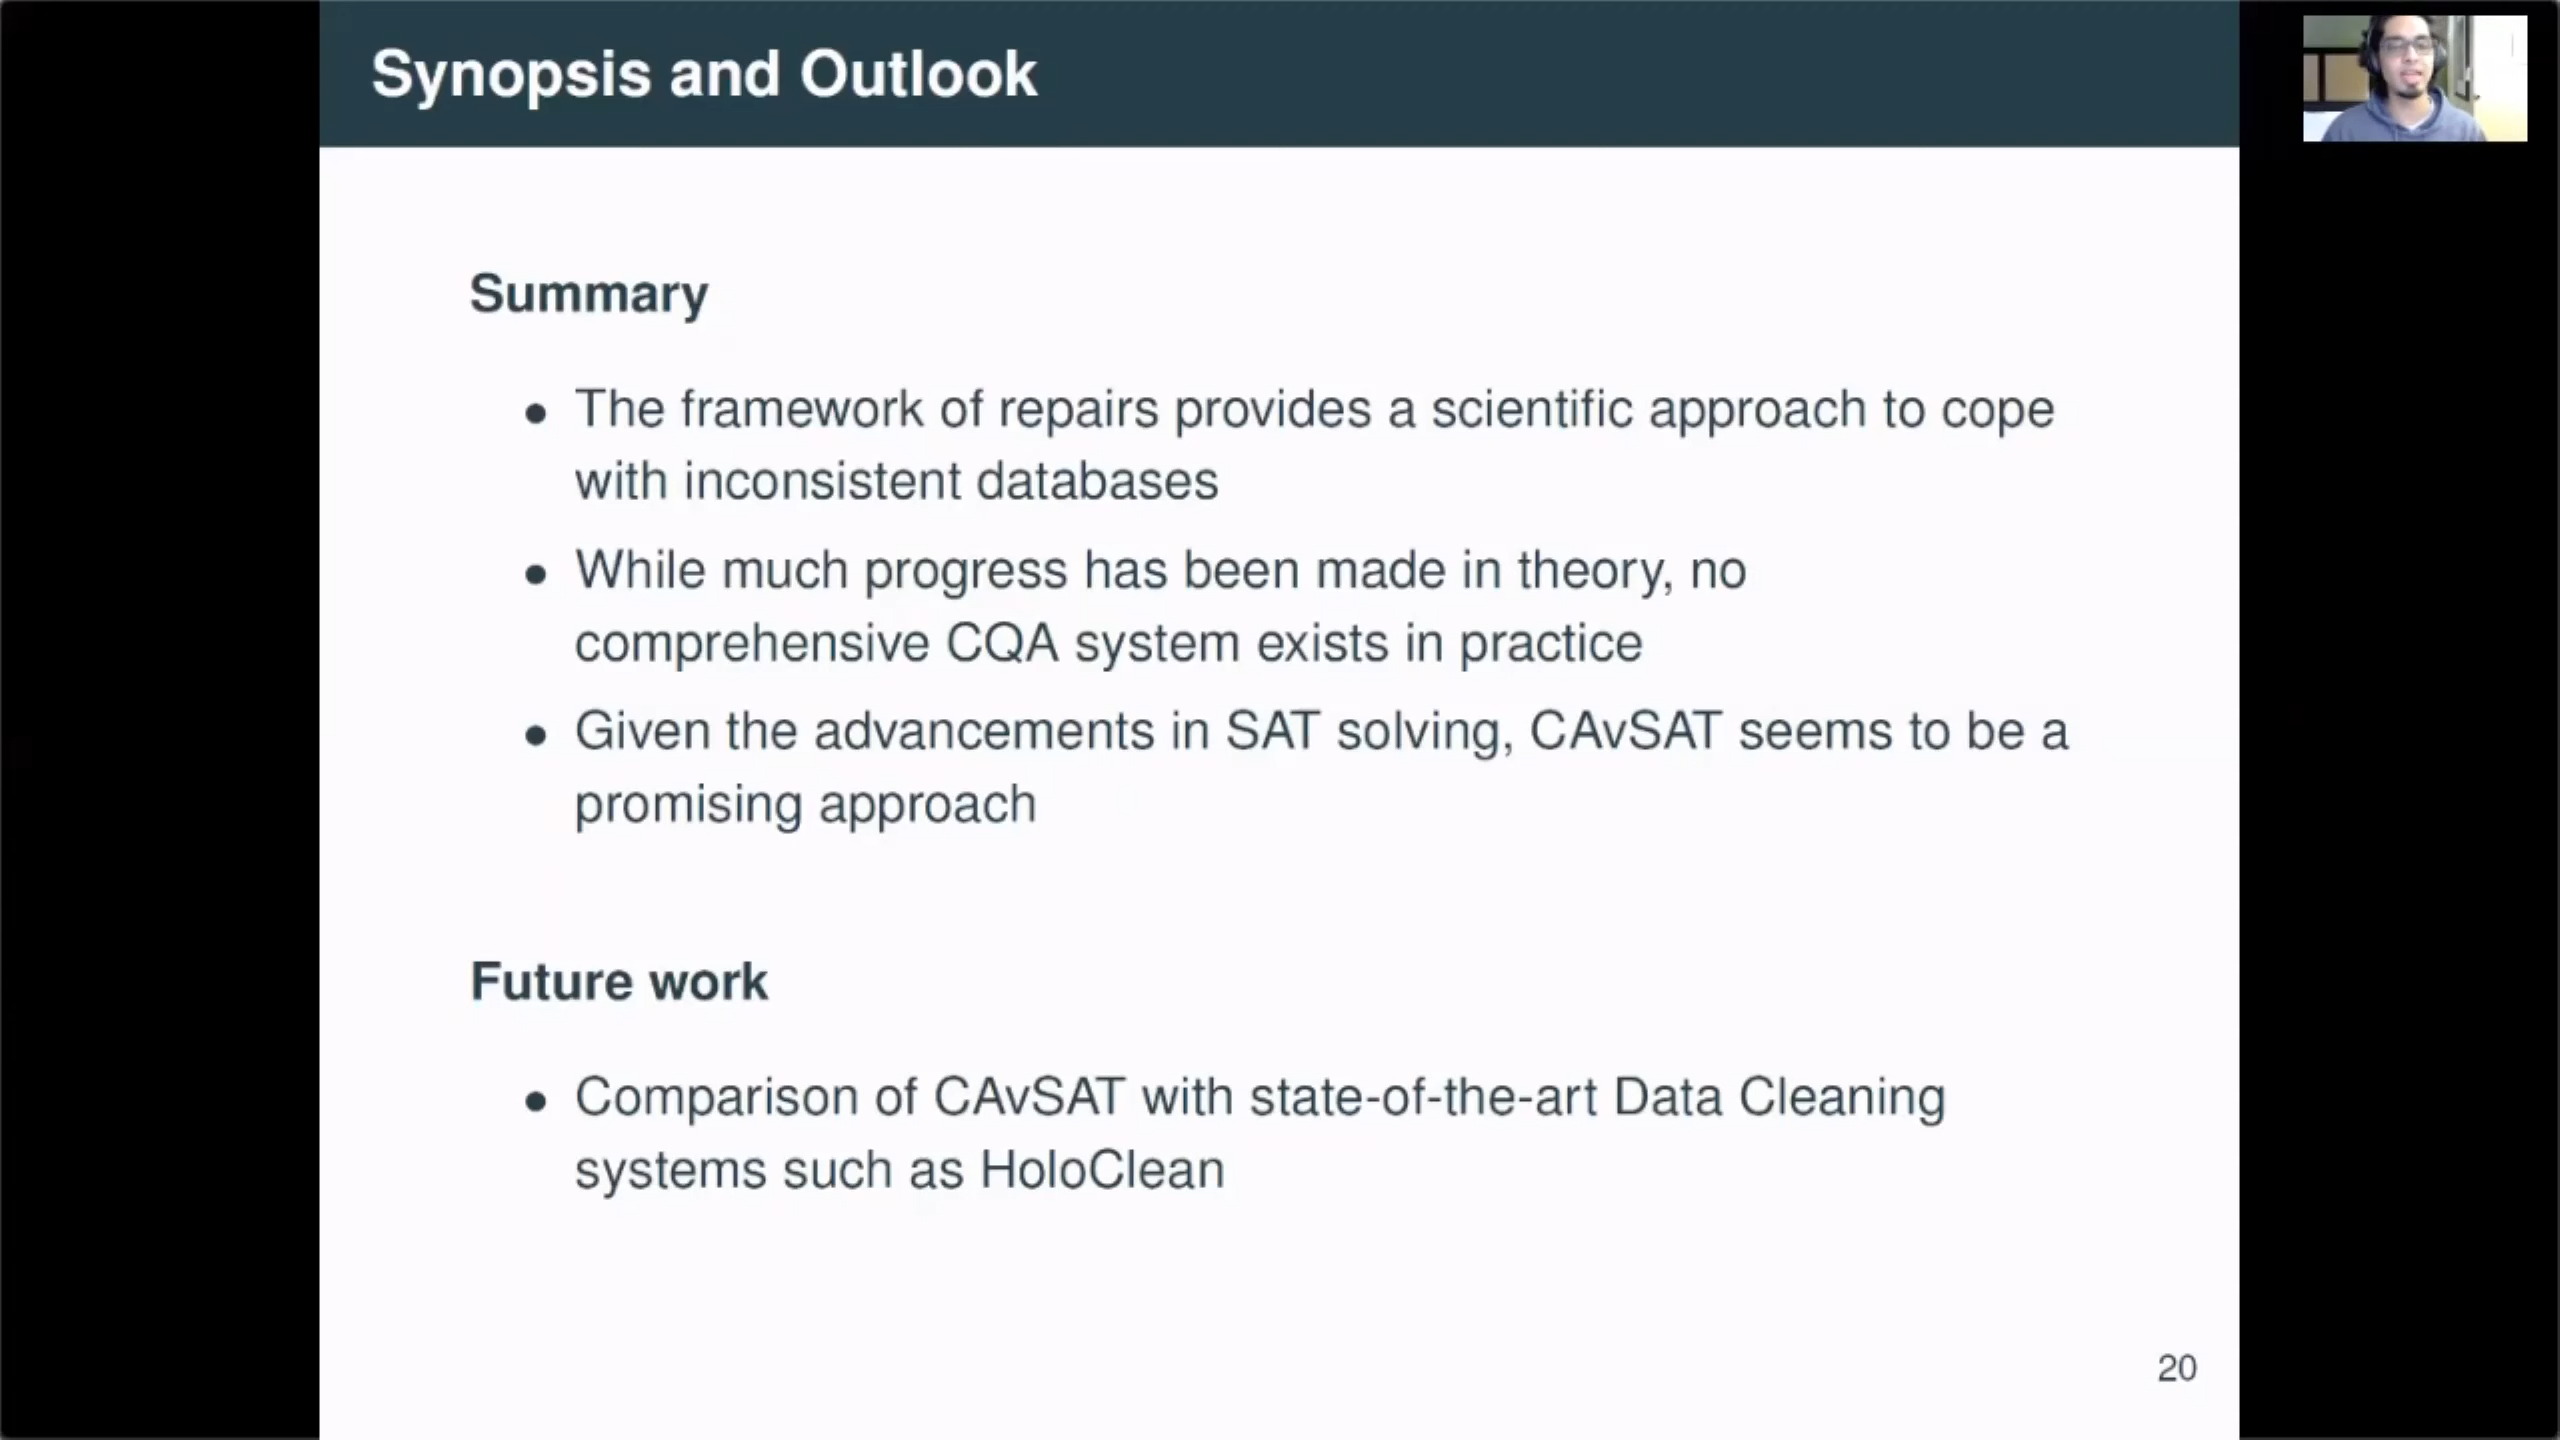 Synopsis and Outlook
Summary
• The framework of repairs provides a scientific approach to cope
with inconsistent databases
• While much progress has been made in theory, no
comprehensive CQA system exists in practice
• Given the advancements in SAT solving, CAvSAT seems to be a
promising approach
Future work
• Comparison of CAvSAT with state-of-the-art Data Cleaning
systems such as HoloClean
20